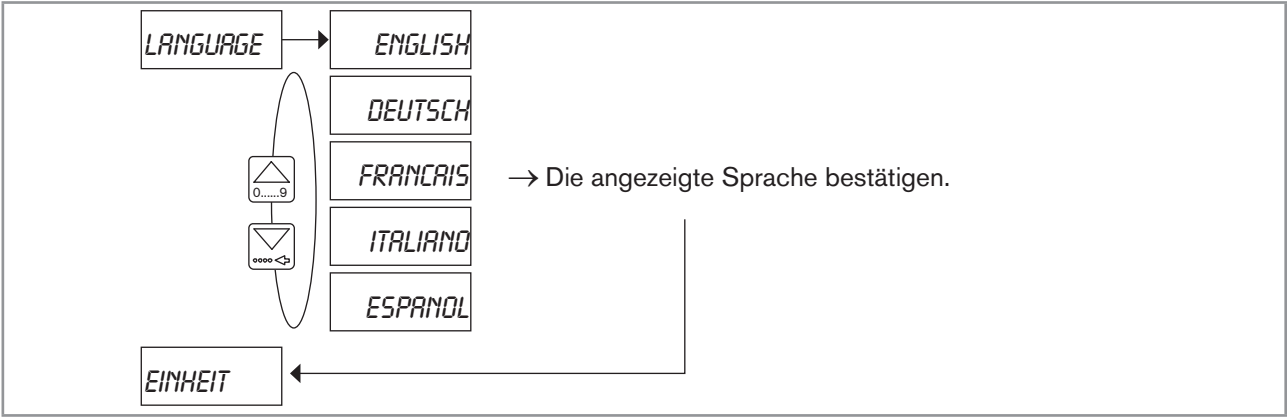 LANGUAGE
ENGLISH
DEUTSCH
FRANCAIS
ITALIANO
ESPANOL
0......9
→ Die angezeigte Sprache bestätigen.
EINHEIT